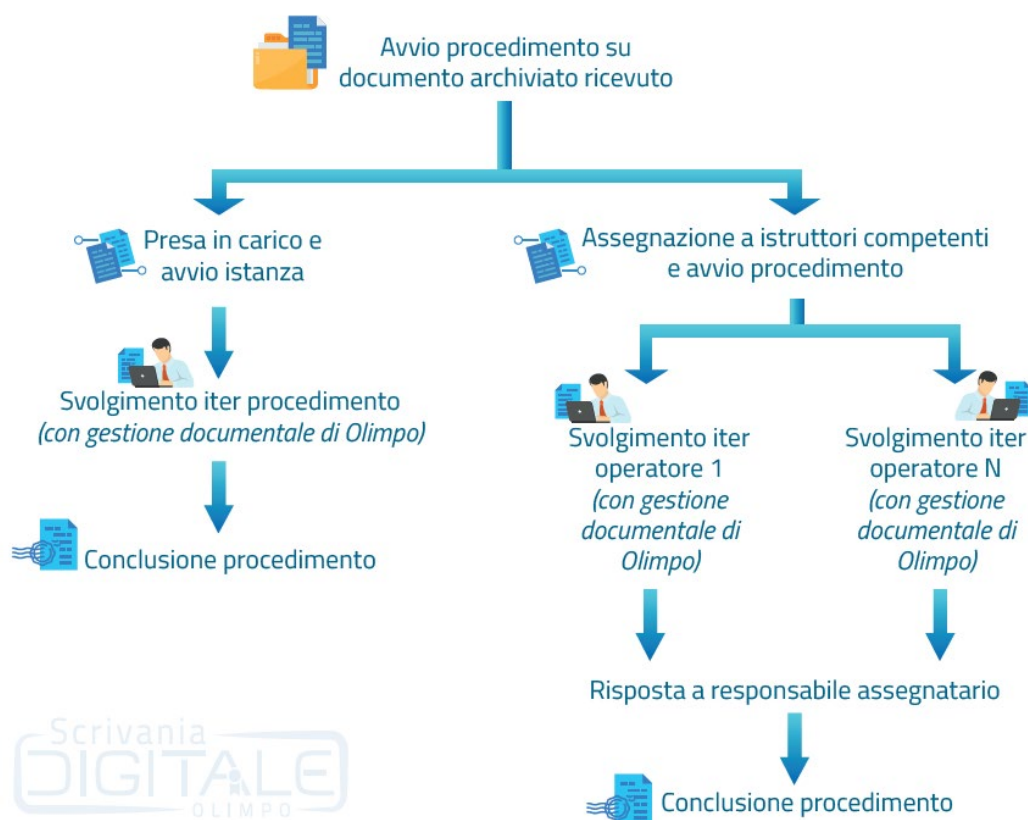 Avvio procedimento su
documento archiviato ricevuto
Presa in carico e
avvio istanza
Svolgimento iter procedimento
(con gestione documentale di Olimpo)
Conclusione procedimento
Assegnazione a istruttori competenti
e avvio procedimento
Svolgimento iter
operatore 1
(con gestione
documentale di
Olimpo)
Svolgimento iter
operatore N
(con gestione
documentale di
Olimpo)
Risposta a responsabile assegnatario
Conclusione procedimento
Scrivania
DIGITALE
OLIMPO